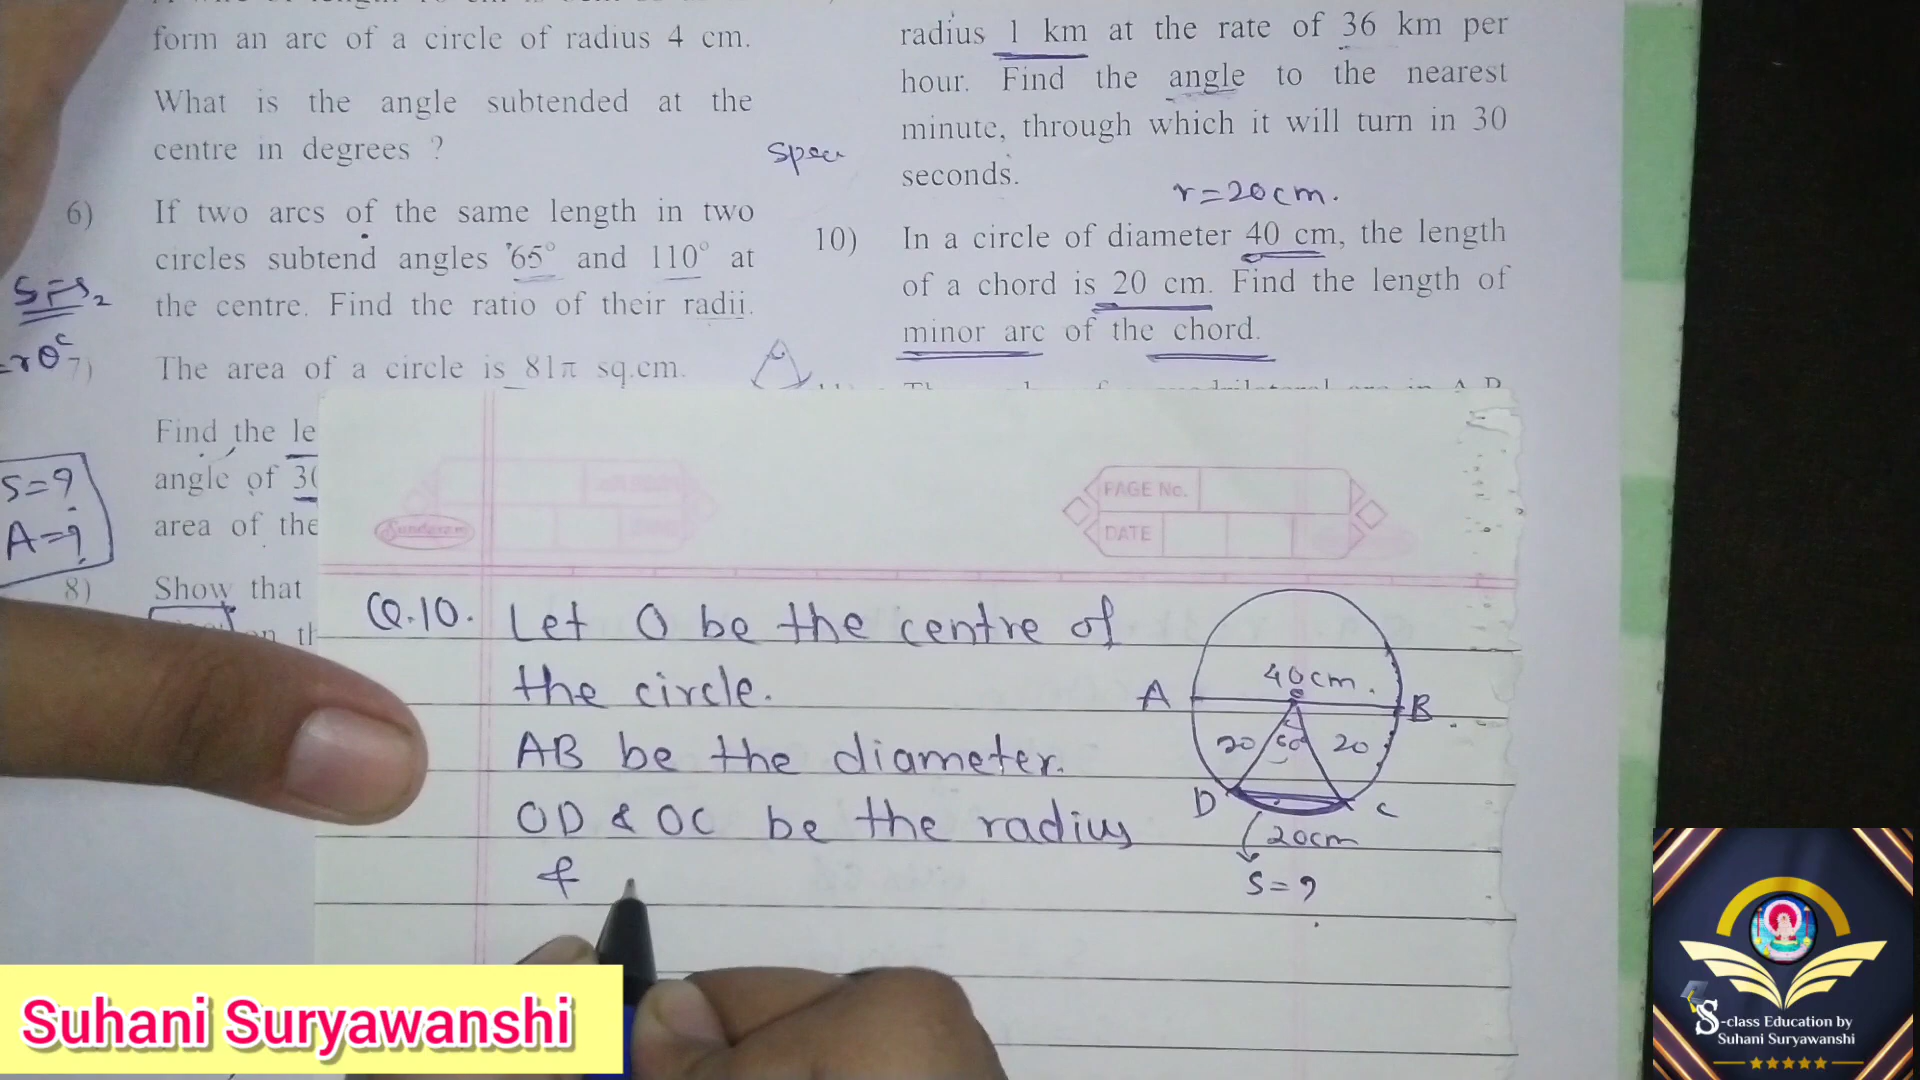 form an arc of a circle of radius 4 cm.
What is the angle subtended at the
centre in degrees ?
6) If two arcs of the same length in two
circles subtend angles 65° and 110° at
the centre. Find the ratio of their radii.
7) The area of a circle is 81π sq.cm.
Find the le
angle of 30
area of the
8) Show that
S=S₂
=rθᶜ
S=?
A=?
radius 1 km at the rate of 36 km per
hour. Find the angle to the nearest
minute, through which it will turn in 30
seconds.
r=20cm.
10) In a circle of diameter 40 cm, the length
of a chord is 20 cm. Find the length of
minor arc of the chord.
Sundaram
PAGE No.
DATE
Q.10. Let O be the centre of
the circle.
AB be the diameter.
OD & OC be the radius
&
40cm.
A
B
20
60°
20
D
C
20cm
S=?
Suhani Suryawanshi
S-class Education by
Suhani Suryawanshi